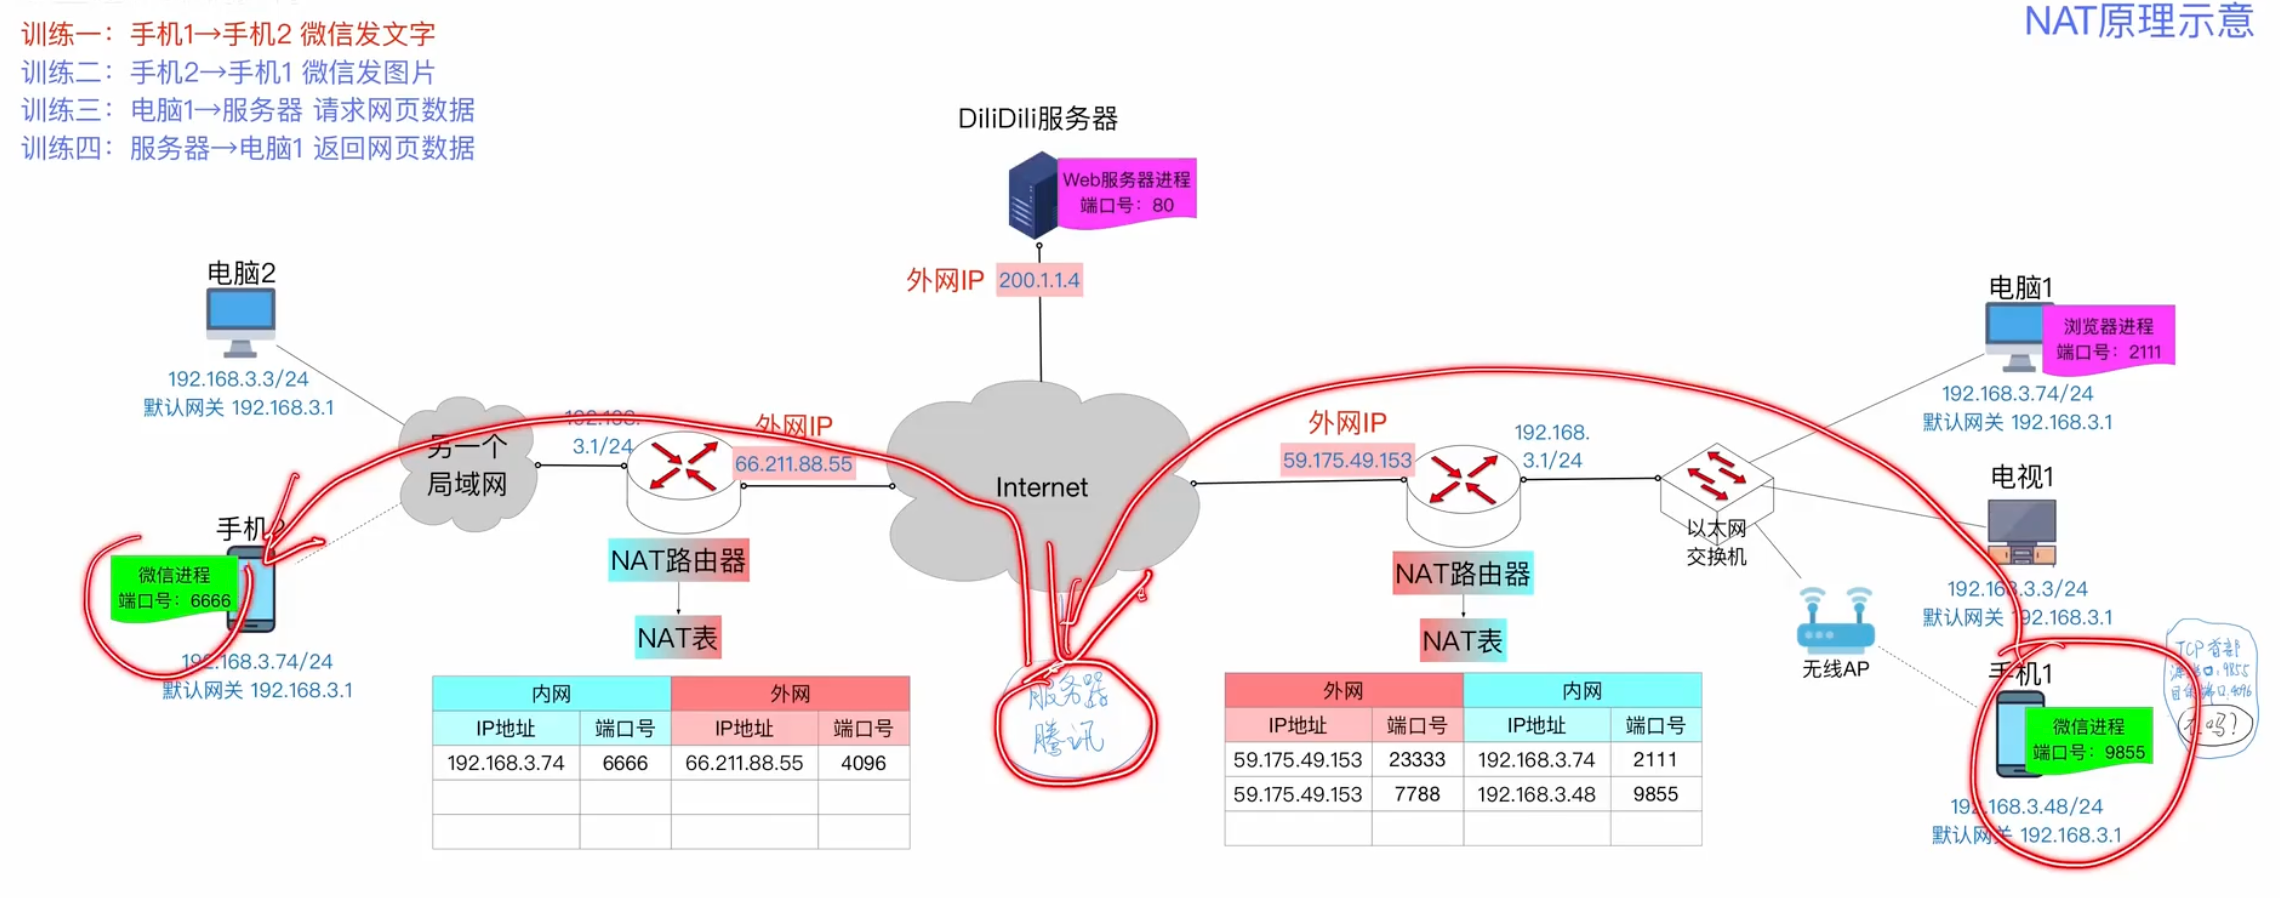 NAT原理示意
训练一：手机1→手机2 微信发文字
训练二：手机2→手机1 微信发图片
训练三：电脑1→服务器 请求网页数据
训练四：服务器→电脑1 返回网页数据
DiliDili服务器
Web服务器进程
端口号：80
外网IP 200.1.1.4
电脑2
192.168.3.3/24
默认网关 192.168.3.1
另一个
局域网
192.168.
3.1/24
外网IP
66.211.88.55
Internet
外网IP
59.175.49.153
192.168.
3.1/24
电脑1
浏览器进程
端口号：2111
192.168.3.74/24
默认网关 192.168.3.1
以太网
交换机
电视1
192.168.3.3/24
默认网关 192.168.3.1
无线AP
手机2
微信进程
端口号：6666
192.168.3.74/24
默认网关 192.168.3.1
NAT路由器
NAT表
内网 外网
IP地址 端口号 IP地址 端口号
192.168.3.74 6666 66.211.88.55 4096
服务器
腾讯
NAT路由器
NAT表
外网 内网
IP地址 端口号 IP地址 端口号
59.175.49.153 23333 192.168.3.74 2111
59.175.49.153 7788 192.168.3.48 9855
手机1
微信进程
端口号：9855
192.168.3.48/24
默认网关 192.168.3.1
TCP首部
源端口:9855
目的端口:4096
在吗?